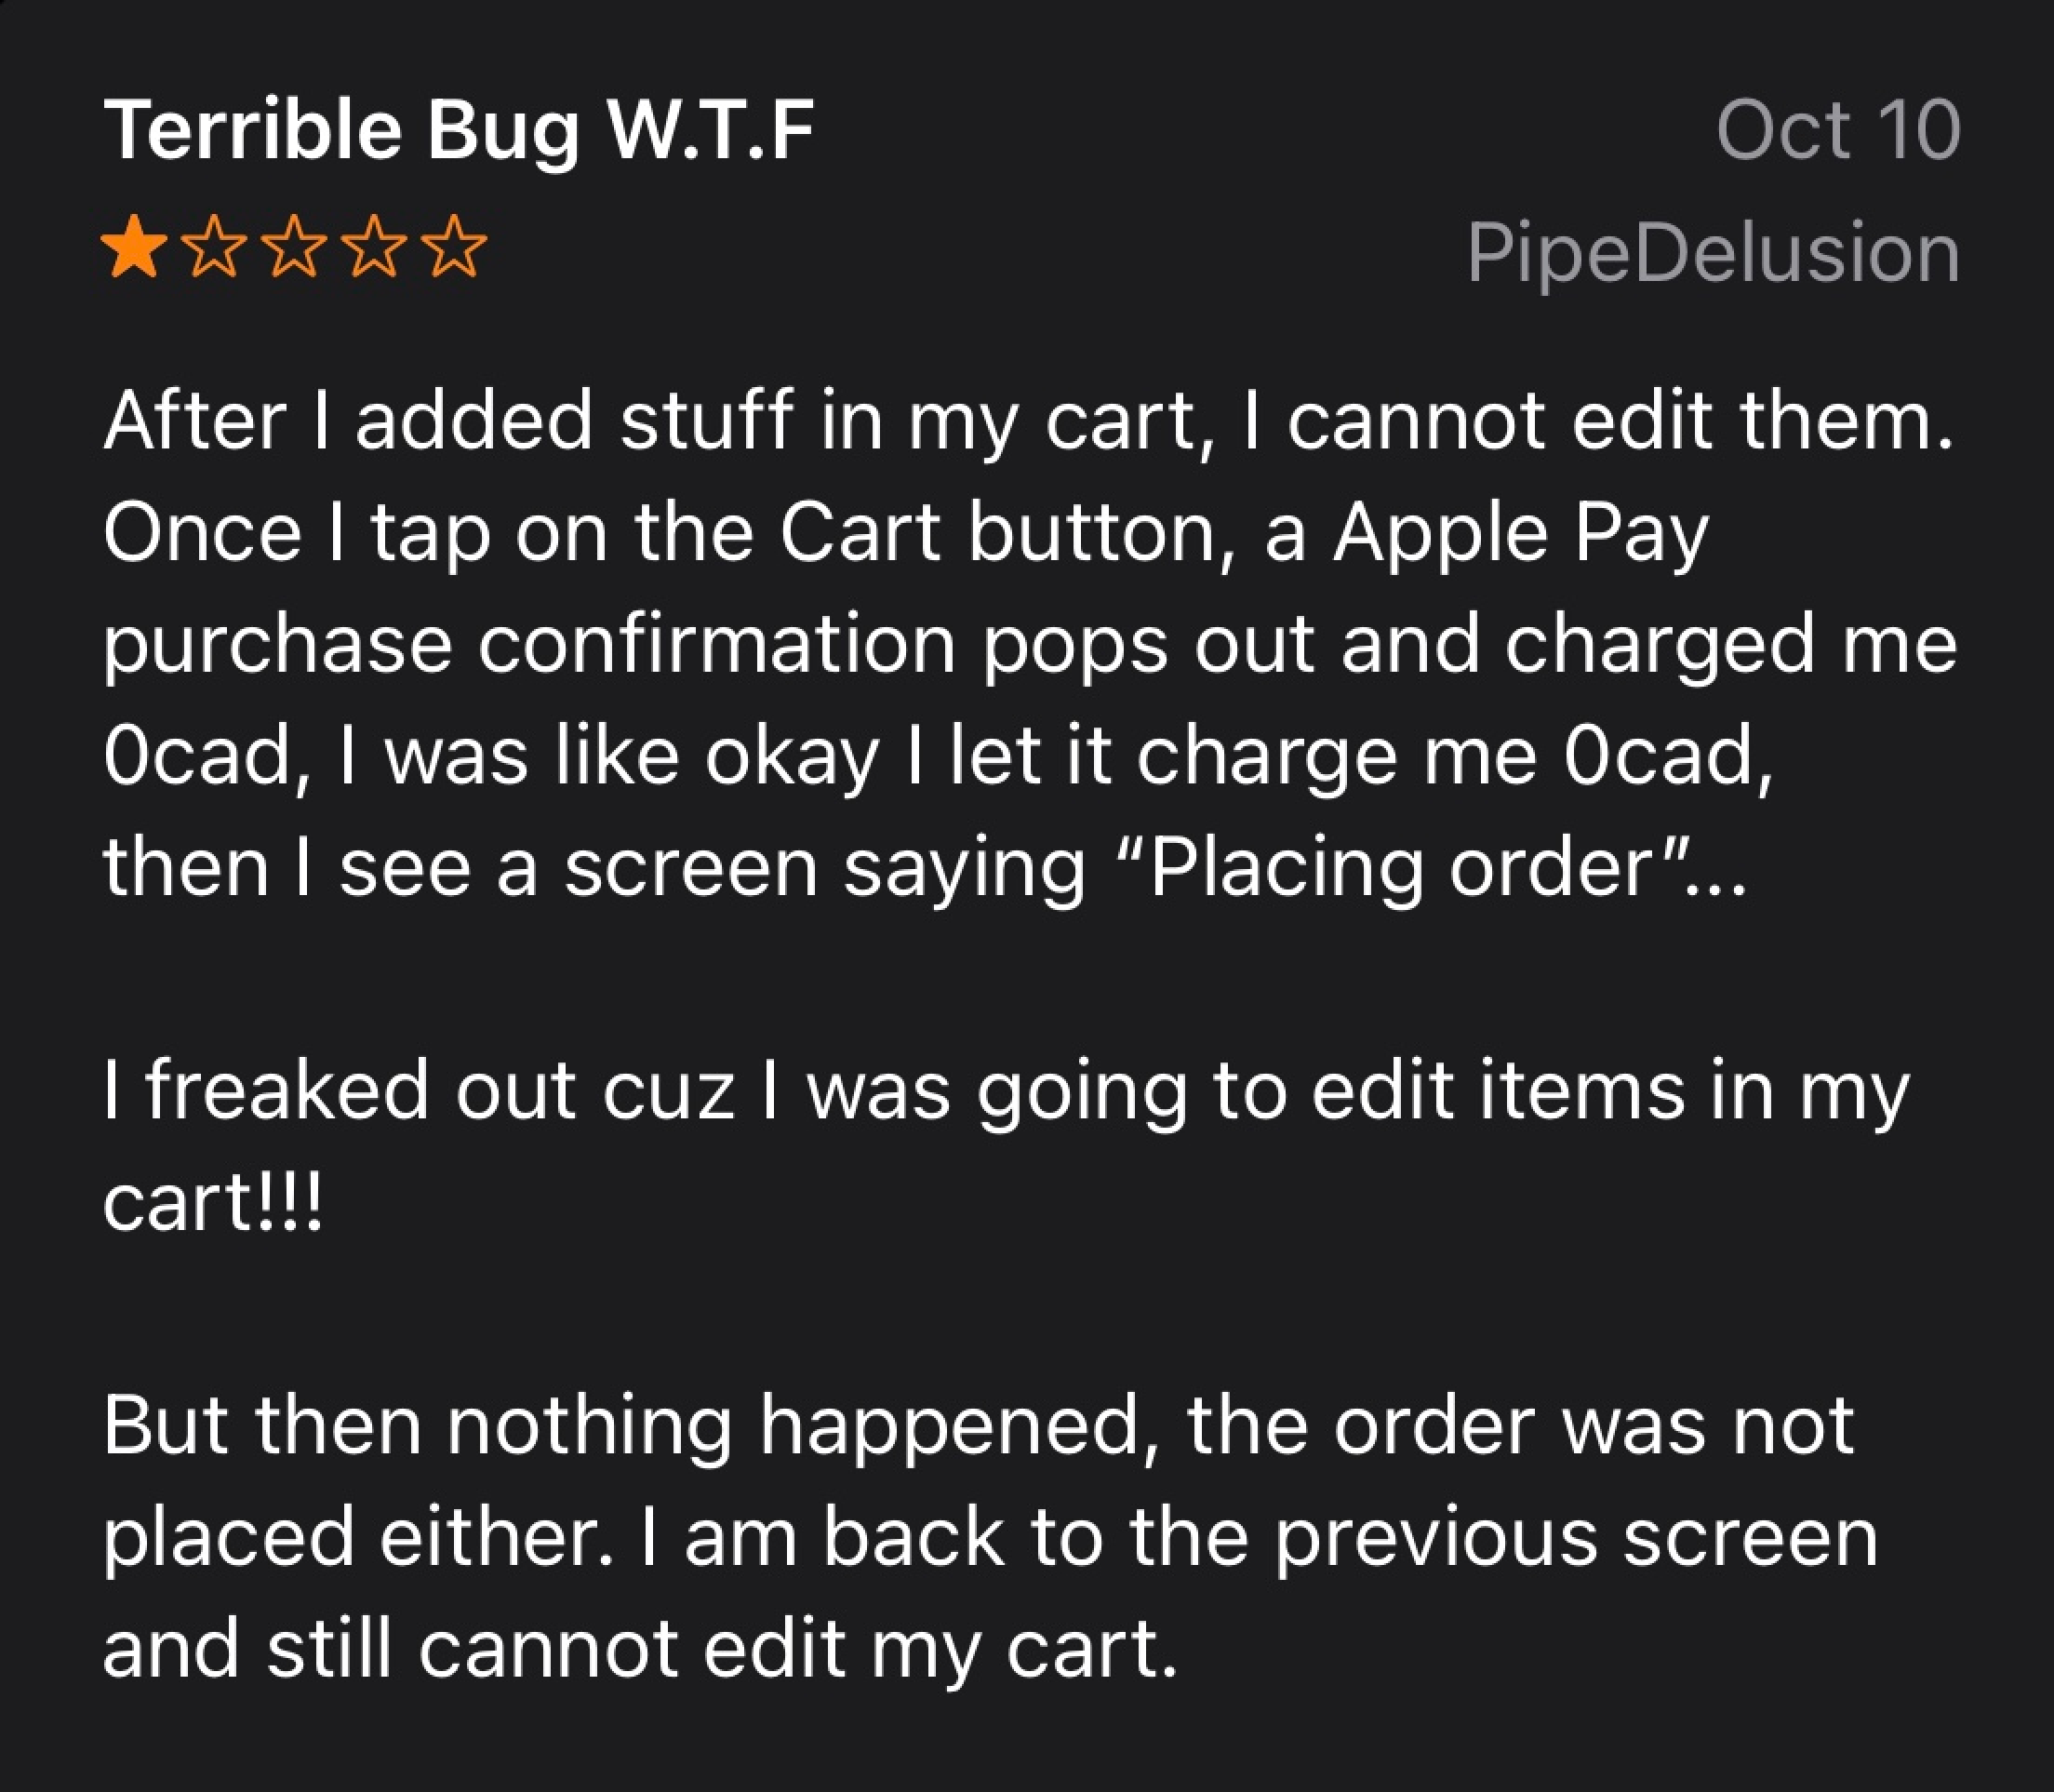 Terrible Bug W.T.F
Oct 10
PipeDelusion
After I added stuff in my cart, I cannot edit them.
Once I tap on the Cart button, a Apple Pay
purchase confirmation pops out and charged me
0cad, I was like okay I let it charge me 0cad,
then I see a screen saying “Placing order”...
I freaked out cuz I was going to edit items in my
cart!!!
But then nothing happened, the order was not
placed either. I am back to the previous screen
and still cannot edit my cart.